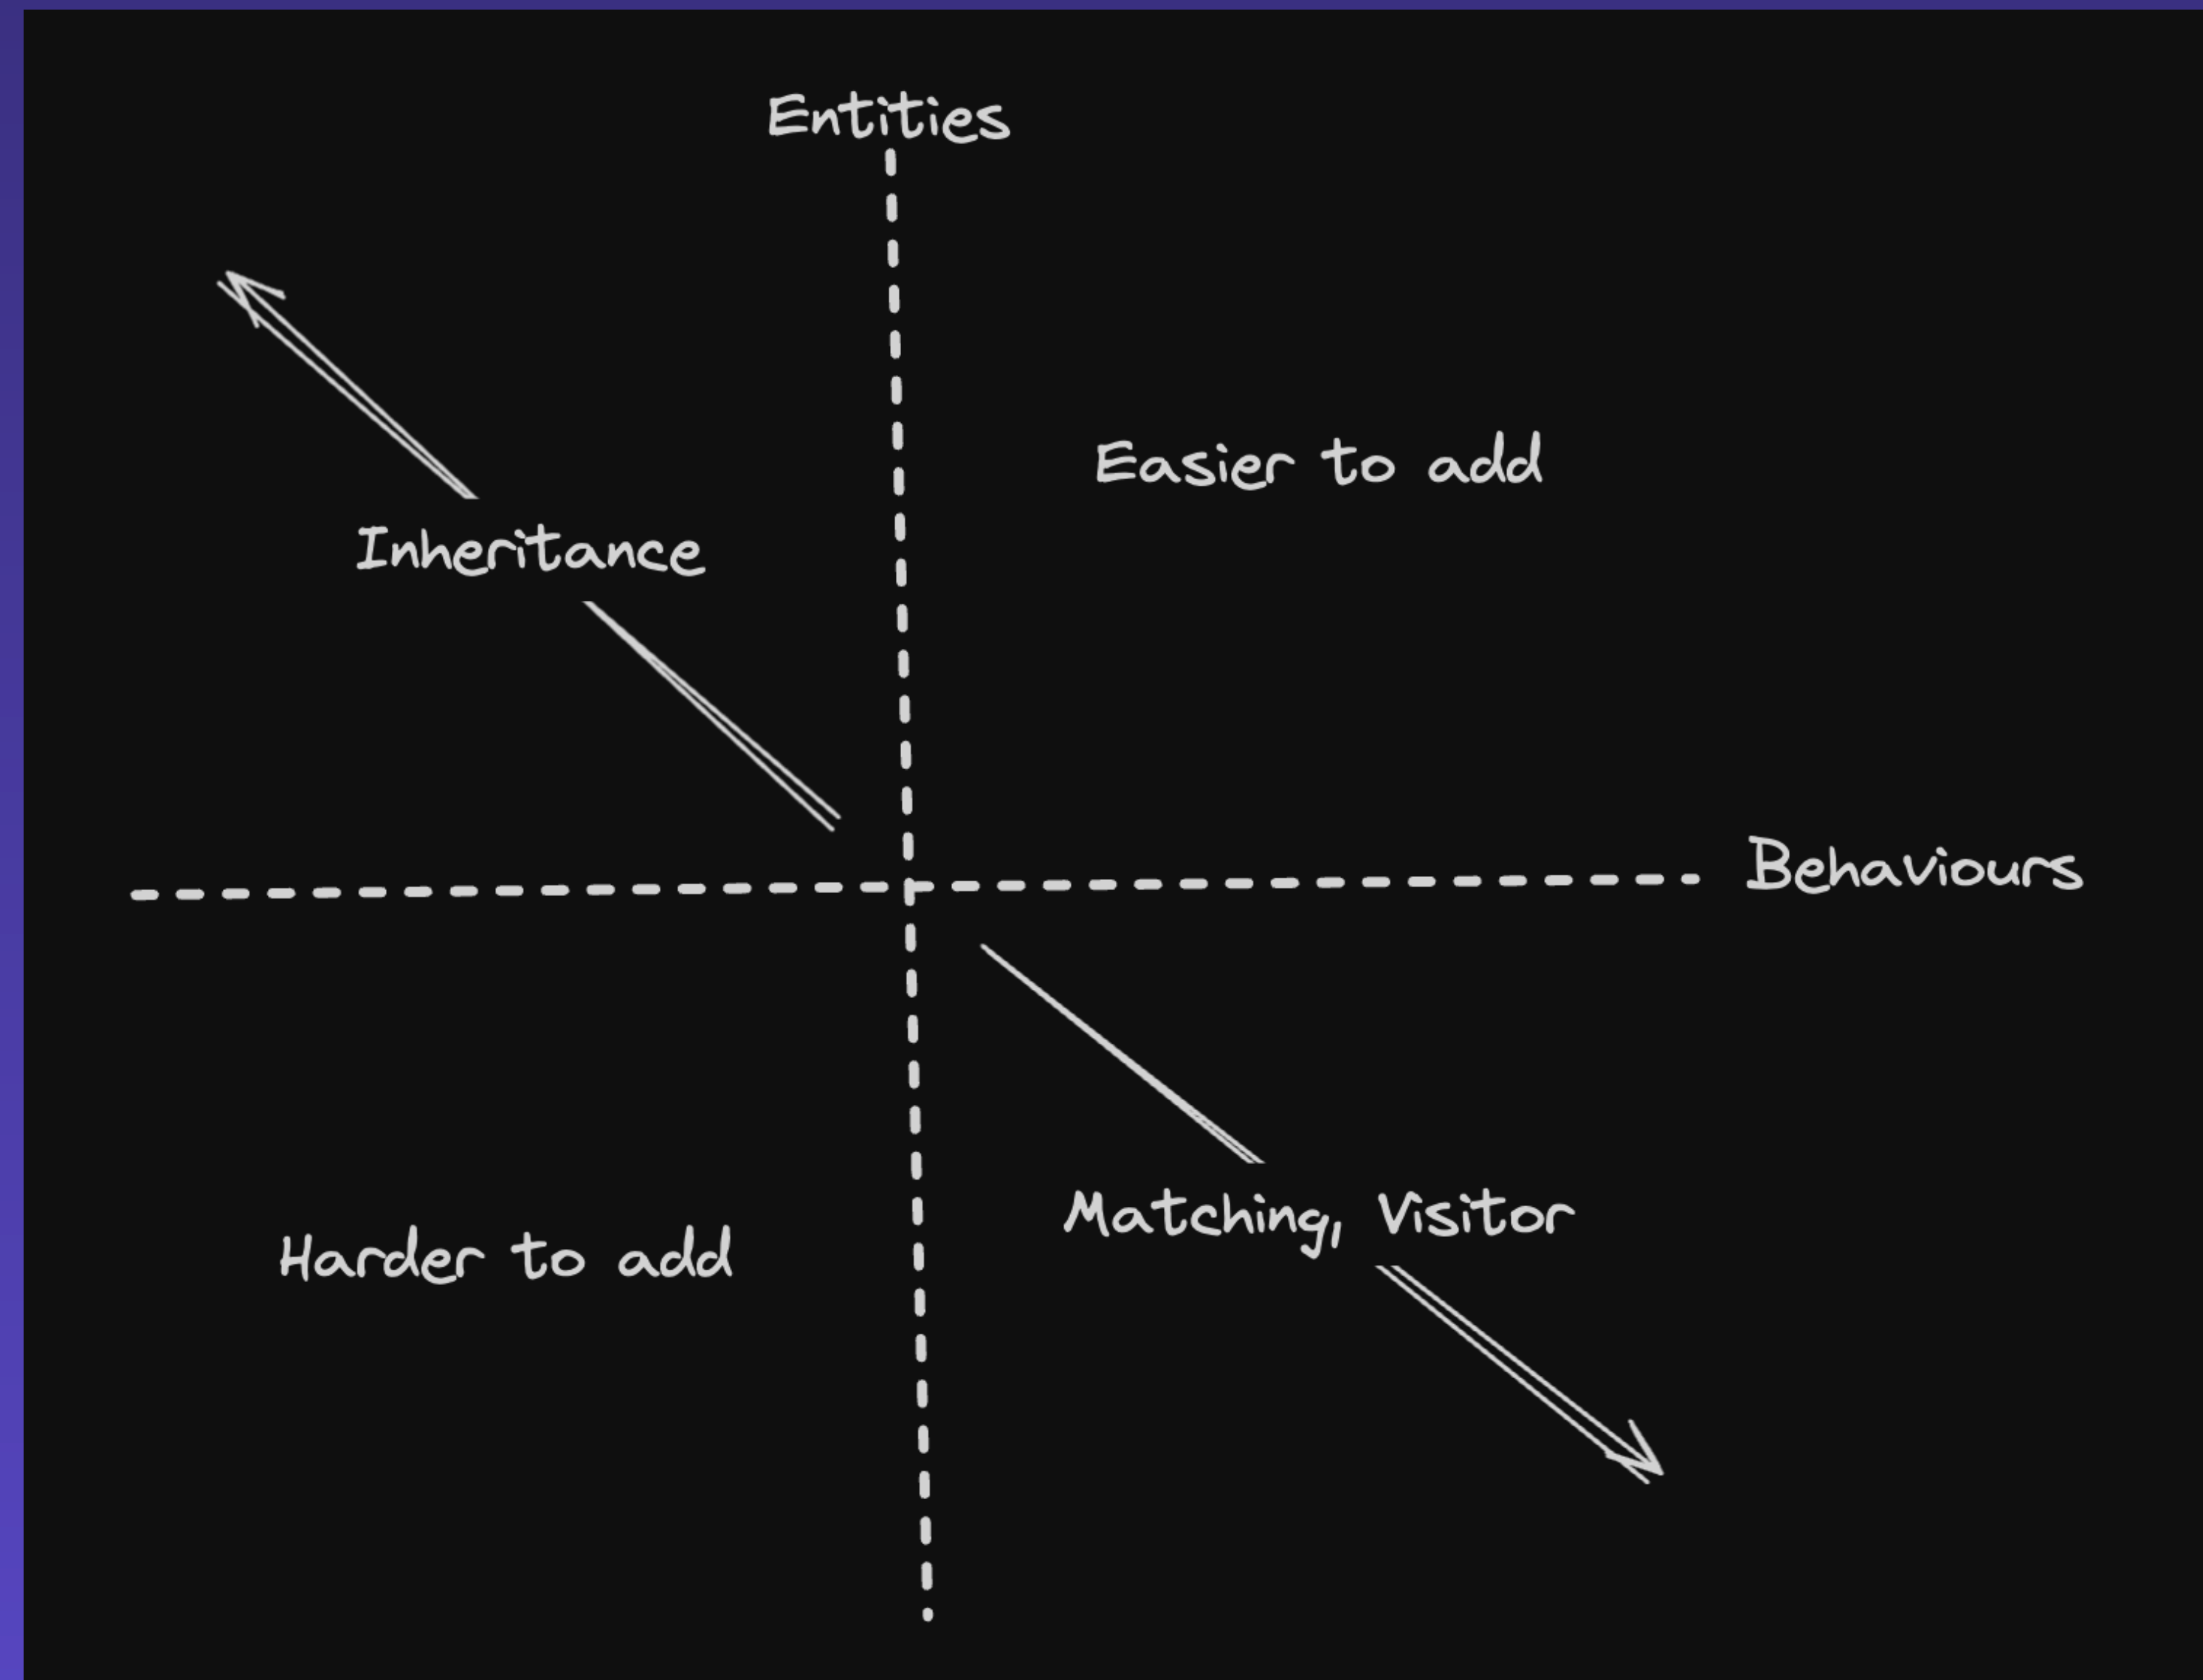 Entities
Easier to add
Inheritance
Behaviours
Matching, Visitor
Harder to add